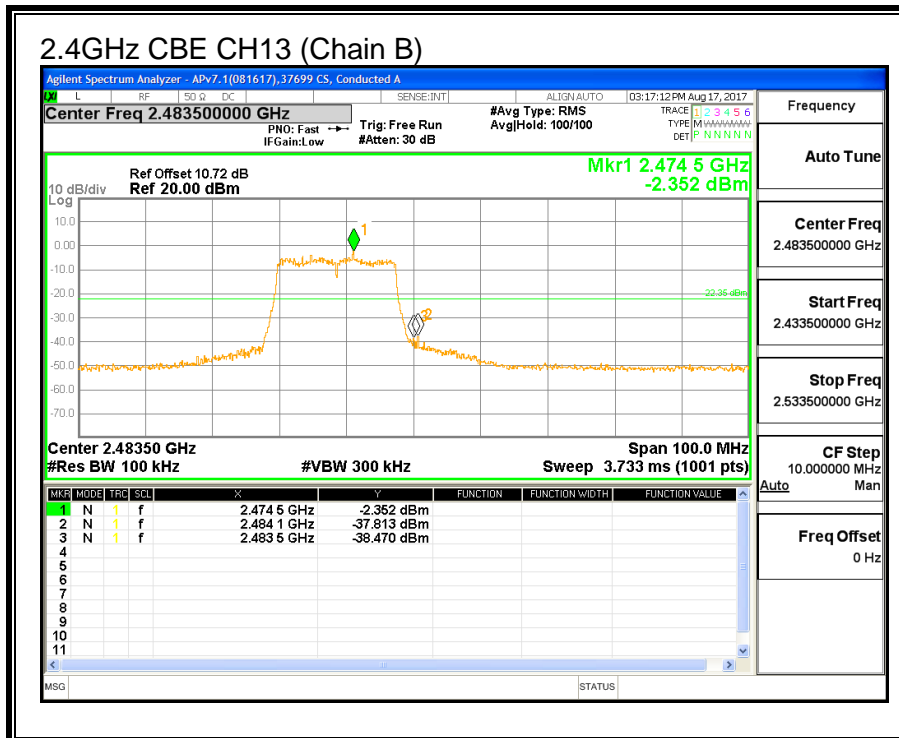 2.4GHz CBE CH13 (Chain B)
Agilent Spectrum Analyzer - APv7.1(081617),37699 CS, Conducted A
LXI L RF 50 Ω DC SENSE:INT ALIGN AUTO 03:17:12 PM Aug 17, 2017
Center Freq 2.483500000 GHz
PNO: Fast
IFGain:Low
Trig: Free Run
#Atten: 30 dB
#Avg Type: RMS
Avg|Hold: 100/100
TRACE 1 2 3 4 5 6
TYPE M WWWWW
DET P N N N N N
Mkr1 2.474 5 GHz
-2.352 dBm
Ref Offset 10.72 dB
10 dB/div Ref 20.00 dBm
Log
10.0
0.00
-10.0
-20.0
-30.0
-40.0
-50.0
-60.0
-70.0
1
-22.35 dBm
2
Center 2.48350 GHz Span 100.0 MHz
#Res BW 100 kHz #VBW 300 kHz Sweep 3.733 ms (1001 pts)
MKR MODE TRC SCL X Y FUNCTION FUNCTION WIDTH FUNCTION VALUE
1 N 1 f 2.474 5 GHz -2.352 dBm
2 N 1 f 2.484 1 GHz -37.813 dBm
3 N 1 f 2.483 5 GHz -38.470 dBm
4
5
6
7
8
9
10
11
MSG STATUS
Frequency
Auto Tune
Center Freq
2.483500000 GHz
Start Freq
2.433500000 GHz
Stop Freq
2.533500000 GHz
CF Step
10.000000 MHz
Auto Man
Freq Offset
0 Hz